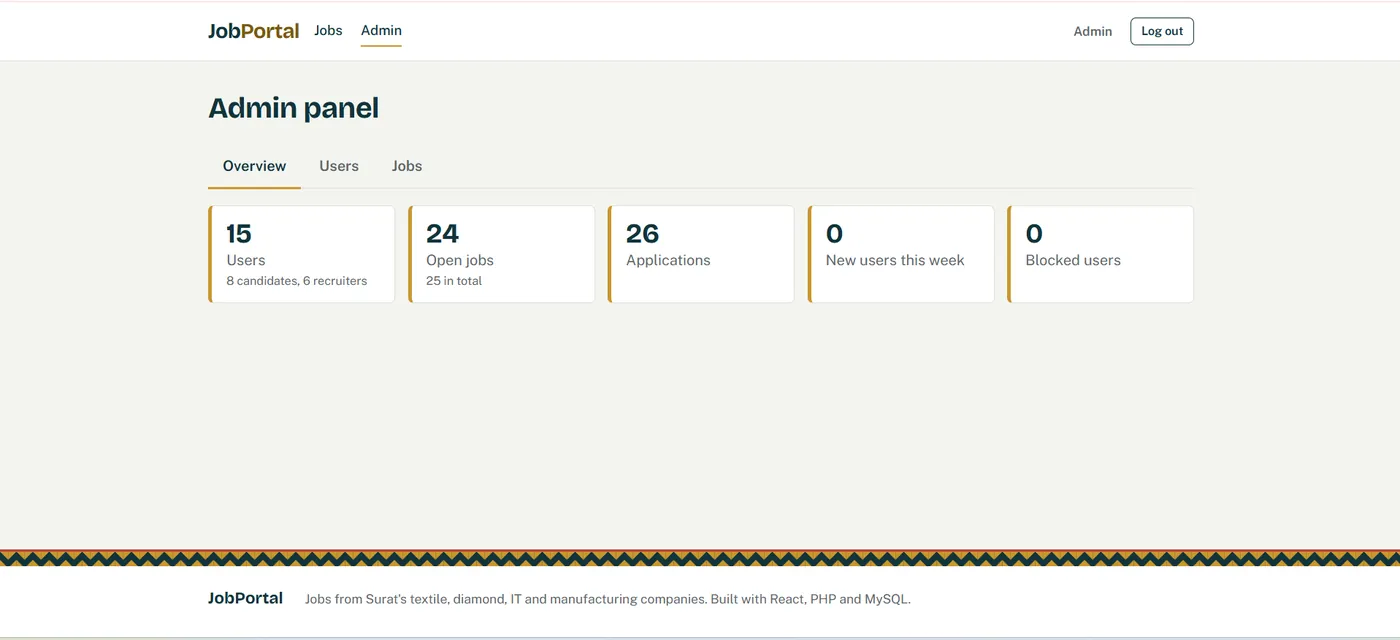 JobPortal Jobs Admin Admin Log out
Admin panel
Overview Users Jobs
15 24 26 0 0
Users Open jobs Applications New users this week Blocked users
8 candidates, 6 recruiters 25 in total
JobPortal Jobs from Surat's textile, diamond, IT and manufacturing companies. Built with React, PHP and MySQL.